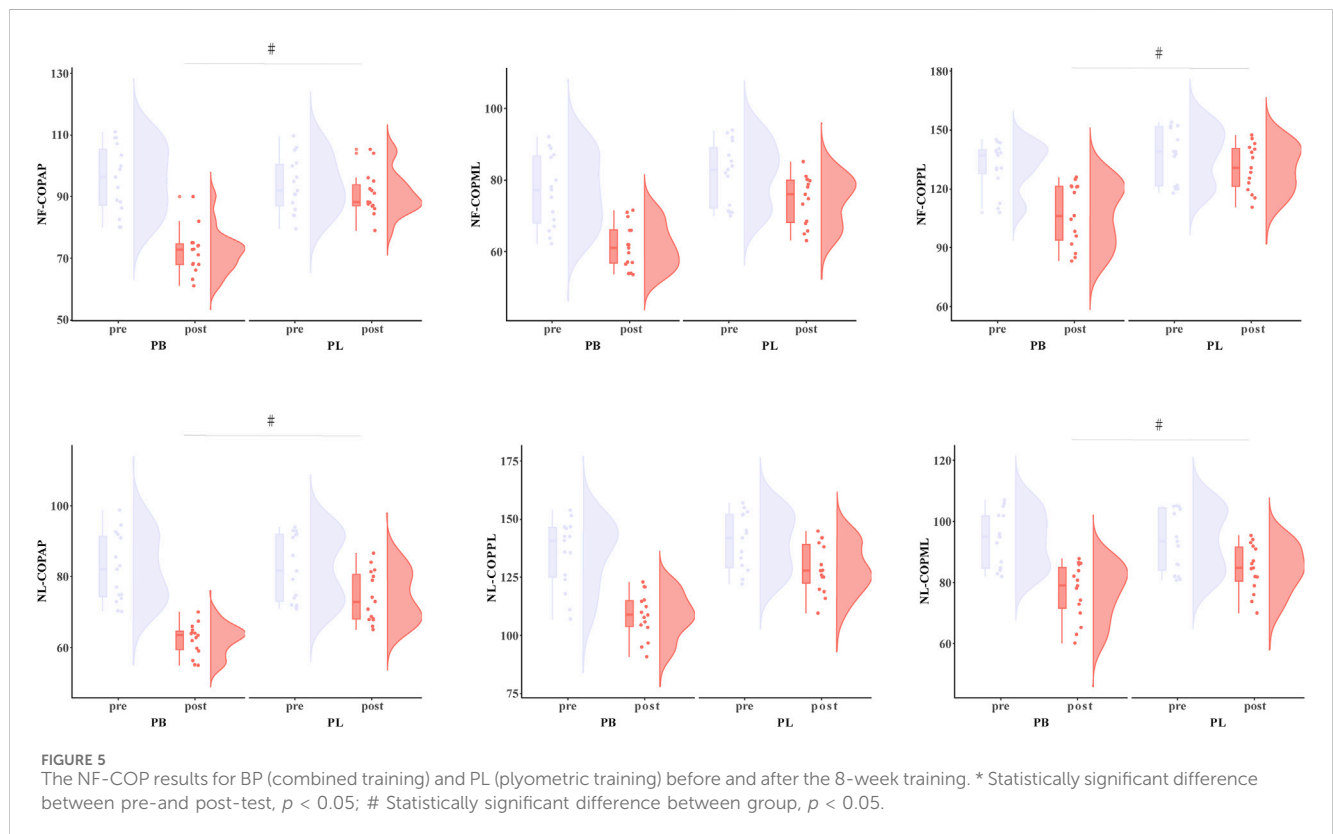 #
130
110
90
70
50
NF-COPAP
pre post pre post
PB PL
100
80
60
NF-COPML
pre post pre post
PB PL
#
180
150
120
90
60
NF-COPPL
pre post pre post
PB PL
#
100
80
60
NL-COPAP
pre post pre post
PB PL
175
150
125
100
75
NL-COPPL
pre post pre post
PB PL
#
120
100
80
60
NL-COPML
pre post pre post
PB PL
FIGURE 5
The NF-COP results for BP (combined training) and PL (plyometric training) before and after the 8-week training. * Statistically significant difference
between pre-and post-test, p < 0.05; # Statistically significant difference between group, p < 0.05.